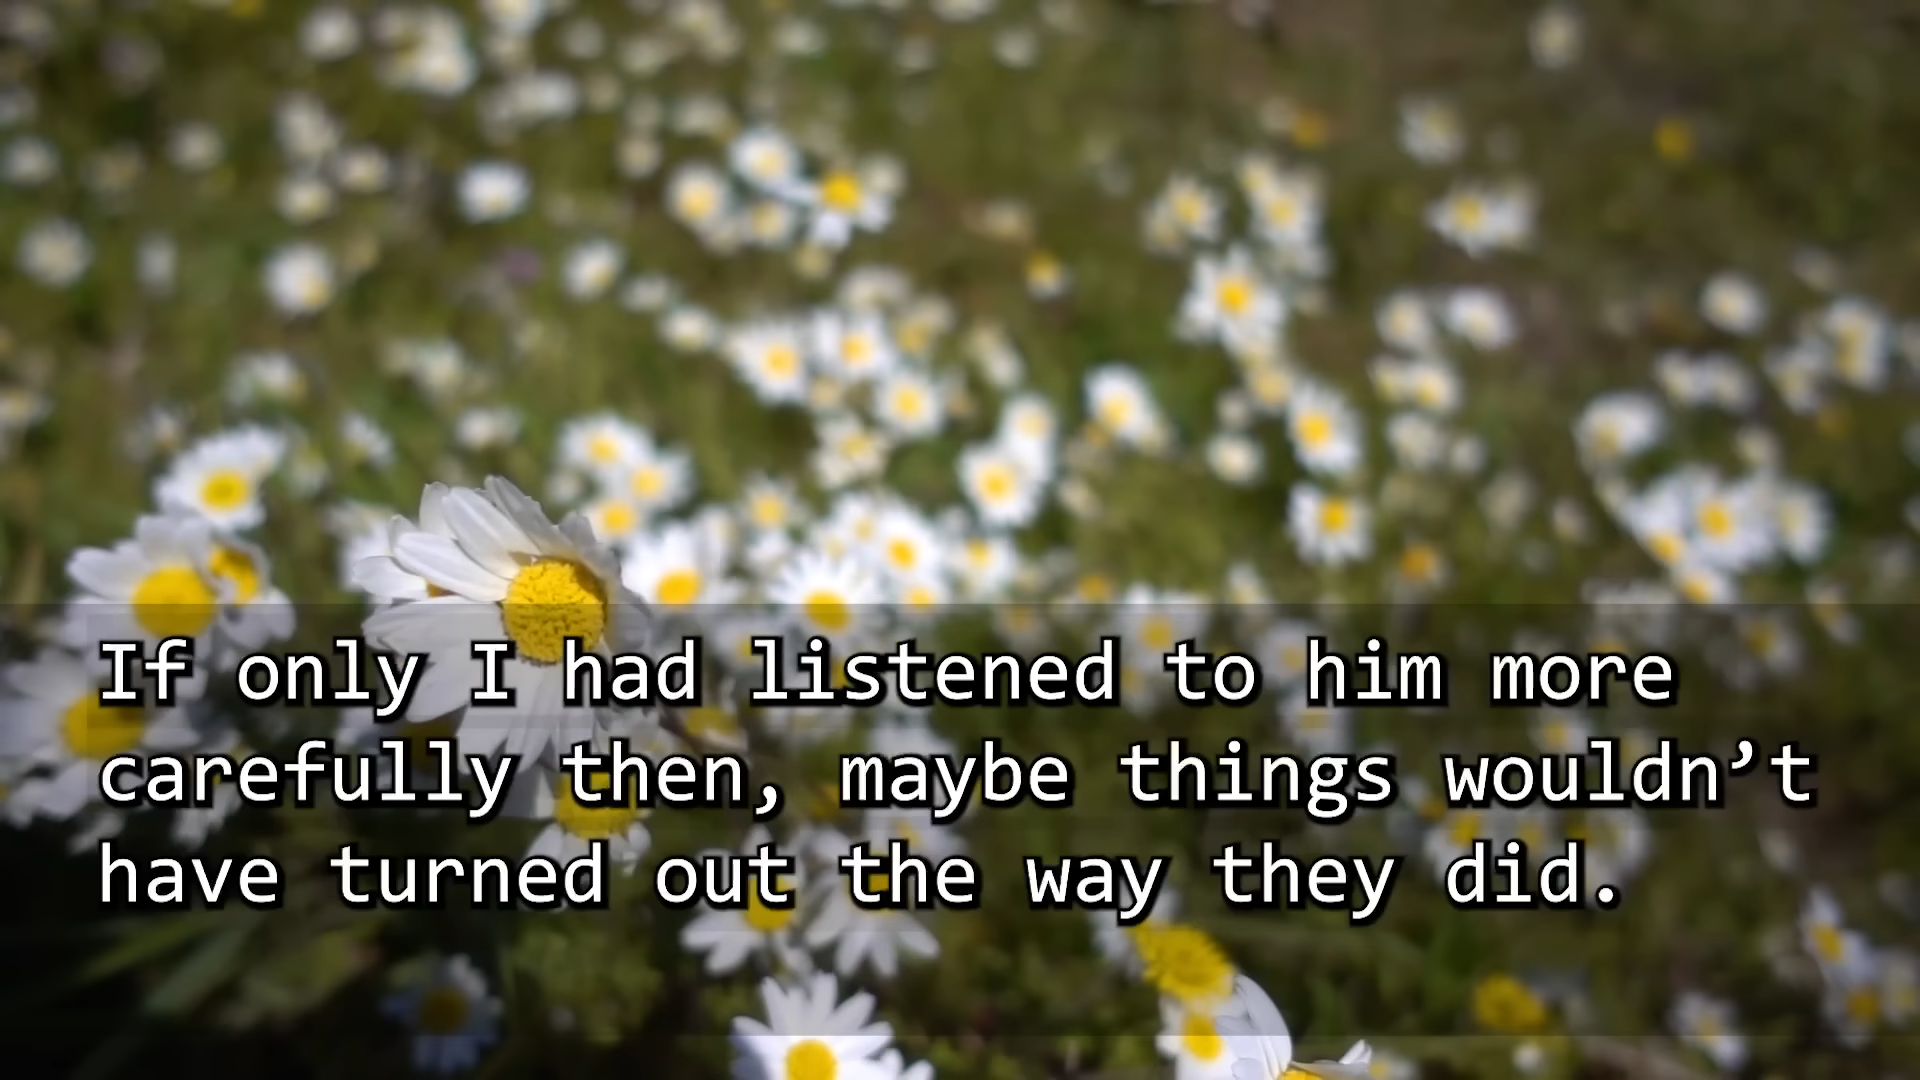 If only I had listened to him more
carefully then, maybe things wouldn’t
have turned out the way they did.